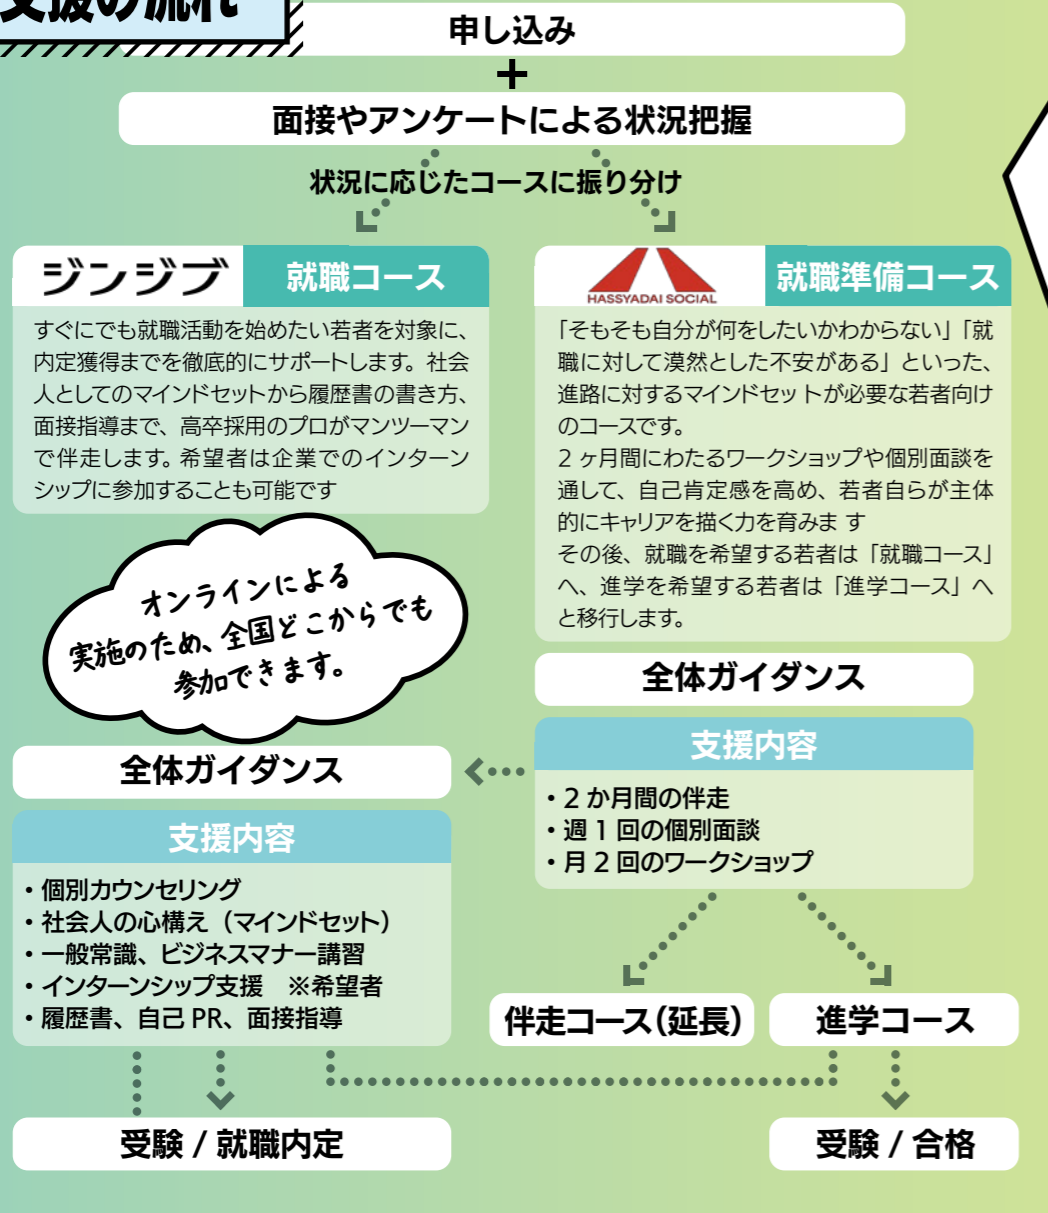 支援の流れ
申し込み
+
面接やアンケートによる状況把握
状況に応じたコースに振り分け
ジンジブ
就職コース
すぐにでも就職活動を始めたい若者を対象に、
内定獲得までを徹底的にサポートします。社会
人としてのマインドセットから履歴書の書き方、
面接指導まで、高卒採用のプロがマンツーマン
で伴走します。希望者は企業でのインターン
シップに参加することも可能です
オンラインによる
実施のため、全国どこからでも
参加できます。
全体ガイダンス
支援内容
・個別カウンセリング
・社会人の心構え（マインドセット）
・一般常識、ビジネスマナー講習
・インターンシップ支援　※希望者
・履歴書、自己 PR、面接指導
受験 / 就職内定
HASSYADAI SOCIAL
就職準備コース
「そもそも自分が何をしたいかわからない」「就
職に対して漠然とした不安がある」といった、
進路に対するマインドセットが必要な若者向け
のコースです。
2 ヶ月間にわたるワークショップや個別面談を
通して、自己肯定感を高め、若者自らが主体
的にキャリアを描く力を育みま す
その後、就職を希望する若者は「就職コース」
へ、進学を希望する若者は「進学コース」へ
と移行します。
全体ガイダンス
支援内容
・2 か月間の伴走
・週 1 回の個別面談
・月 2 回のワークショップ
伴走コース（延長）
進学コース
受験 / 合格